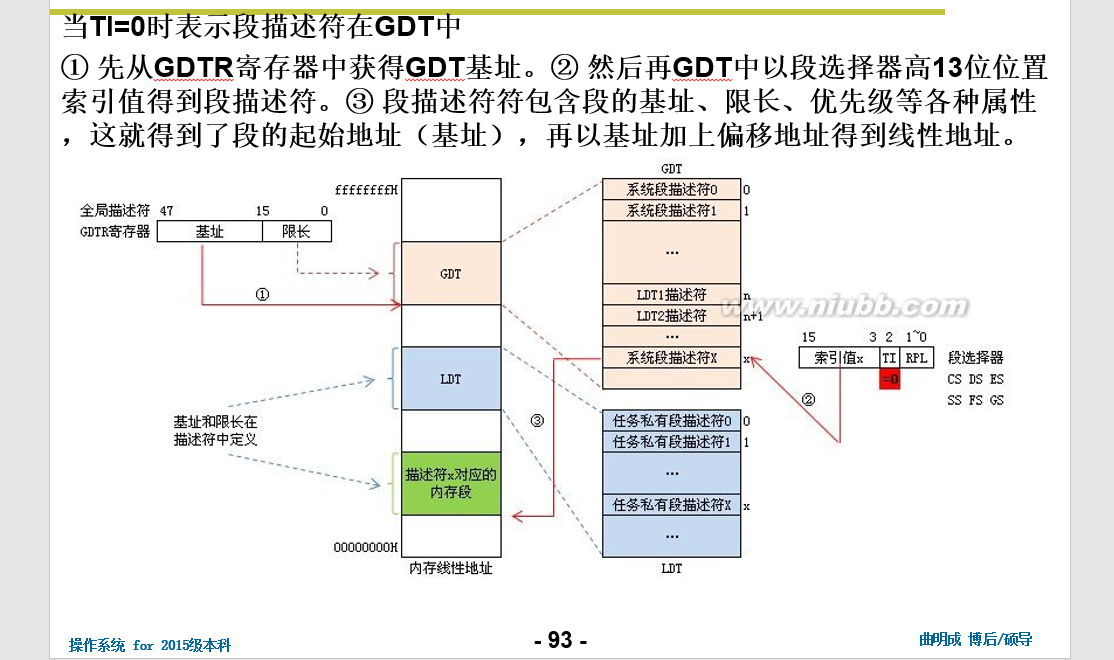 当TI=0时表示段描述符在GDT中
① 先从GDTR寄存器中获得GDT基址。② 然后再GDT中以段选择器高13位位置
索引值得到段描述符。③ 段描述符符包含段的基址、限长、优先级等各种属性
，这就得到了段的起始地址（基址），再以基址加上偏移地址得到线性地址。
GDT
ffffffffH
系统段描述符0 0
全局描述符 47 15 0
系统段描述符1 1
GDTR寄存器 基址 限长
...
GDT
①
LDT1描述符 n
www.niubb.com
LDT2描述符 n+1
...
15 3 2 1~0
系统段描述符X x
索引值x TI RPL 段选择器
=0
CS DS ES
SS FS GS
LDT
②
③
基址和限长在
描述符中定义
任务私有段描述符0 0
任务私有段描述符1 1
...
描述符x对应的
内存段
任务私有段描述符X x
...
00000000H
内存线性地址
LDT
操作系统 for 2015级本科
- 93 -
曲明成 博后/硕导